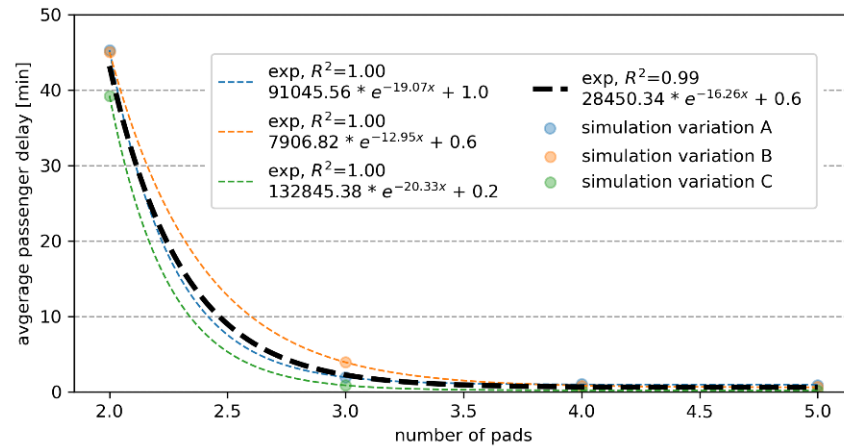 50
40
30
20
10
0
avgerage passenger delay [min]
exp, R²=1.00
91045.56 * e^-19.07x + 1.0
exp, R²=1.00
7906.82 * e^-12.95x + 0.6
exp, R²=1.00
132845.38 * e^-20.33x + 0.2
exp, R²=0.99
28450.34 * e^-16.26x + 0.6
simulation variation A
simulation variation B
simulation variation C
2.0 2.5 3.0 3.5 4.0 4.5 5.0
number of pads